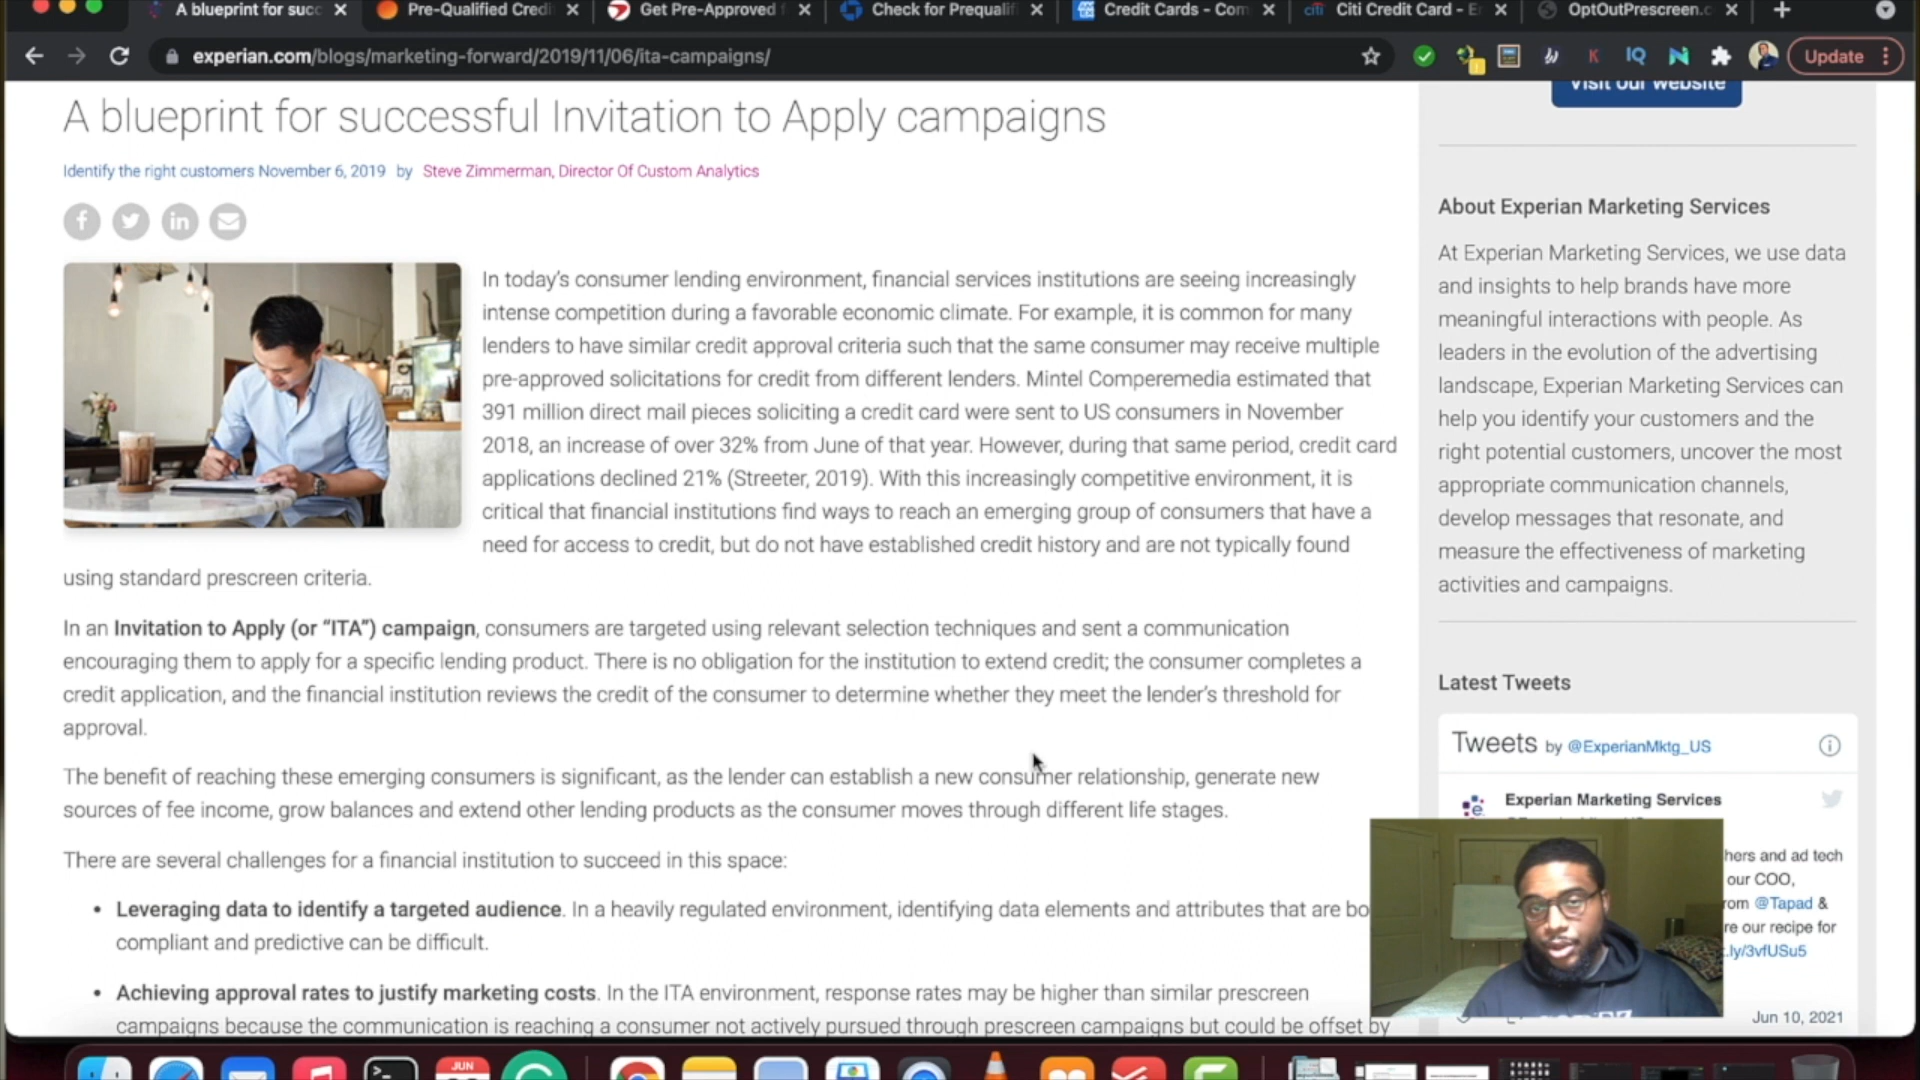 A blueprint for succ
Pre-Qualified Credi
Get Pre-Approved
Check for Prequalifi
Credit Cards - Com
Citi Credit Card - E
OptOutPrescreen.c
experian.com/blogs/marketing-forward/2019/11/06/ita-campaigns/
Update
A blueprint for successful Invitation to Apply campaigns
Identify the right customers November 6, 2019 by Steve Zimmerman, Director Of Custom Analytics
In today's consumer lending environment, financial services institutions are seeing increasingly
intense competition during a favorable economic climate. For example, it is common for many
lenders to have similar credit approval criteria such that the same consumer may receive multiple
pre-approved solicitations for credit from different lenders. Mintel Comperemedia estimated that
391 million direct mail pieces soliciting a credit card were sent to US consumers in November
2018, an increase of over 32% from June of that year. However, during that same period, credit card
applications declined 21% (Streeter, 2019). With this increasingly competitive environment, it is
critical that financial institutions find ways to reach an emerging group of consumers that have a
need for access to credit, but do not have established credit history and are not typically found
using standard prescreen criteria.
In an Invitation to Apply (or “ITA”) campaign, consumers are targeted using relevant selection techniques and sent a communication
encouraging them to apply for a specific lending product. There is no obligation for the institution to extend credit; the consumer completes a
credit application, and the financial institution reviews the credit of the consumer to determine whether they meet the lender's threshold for
approval.
The benefit of reaching these emerging consumers is significant, as the lender can establish a new consumer relationship, generate new
sources of fee income, grow balances and extend other lending products as the consumer moves through different life stages.
There are several challenges for a financial institution to succeed in this space:
• Leveraging data to identify a targeted audience. In a heavily regulated environment, identifying data elements and attributes that are bo
compliant and predictive can be difficult.
• Achieving approval rates to justify marketing costs. In the ITA environment, response rates may be higher than similar prescreen
campaigns because the communication is reaching a consumer not actively pursued through prescreen campaigns but could be offset by
Visit our website
About Experian Marketing Services
At Experian Marketing Services, we use data
and insights to help brands have more
meaningful interactions with people. As
leaders in the evolution of the advertising
landscape, Experian Marketing Services can
help you identify your customers and the
right potential customers, uncover the most
appropriate communication channels,
develop messages that resonate, and
measure the effectiveness of marketing
activities and campaigns.
Latest Tweets
Tweets by @ExperianMktg_US
Experian Marketing Services
hers and ad tech
our COO,
rom @Tapad &
re our recipe for
.ly/3vfUSu5
Jun 10, 2021
JUN